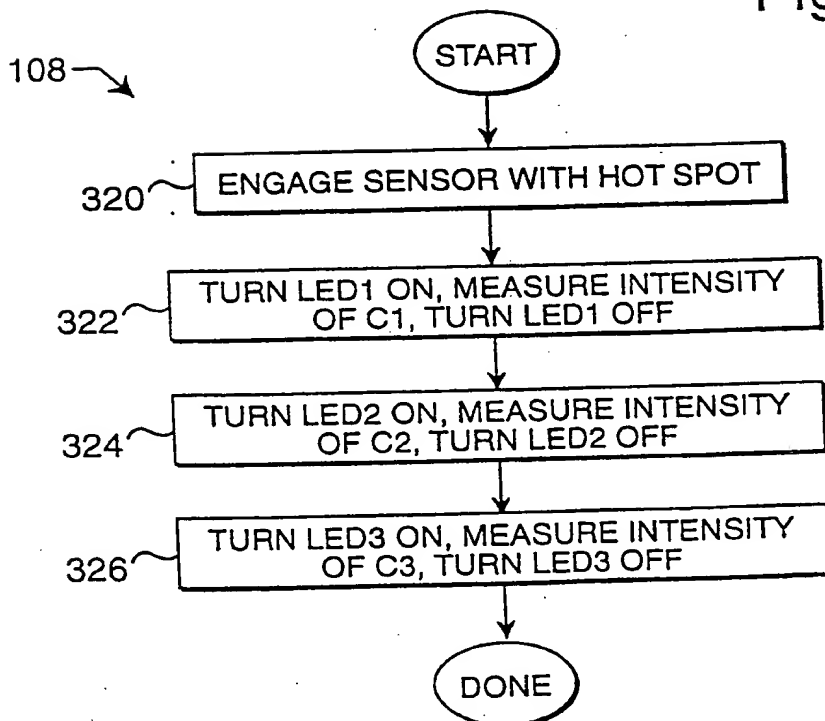 Fig
START
108
320
ENGAGE SENSOR WITH HOT SPOT
322
TURN LED1 ON, MEASURE INTENSITY
OF C1, TURN LED1 OFF
324
TURN LED2 ON, MEASURE INTENSITY
OF C2, TURN LED2 OFF
326
TURN LED3 ON, MEASURE INTENSITY
OF C3, TURN LED3 OFF
DONE